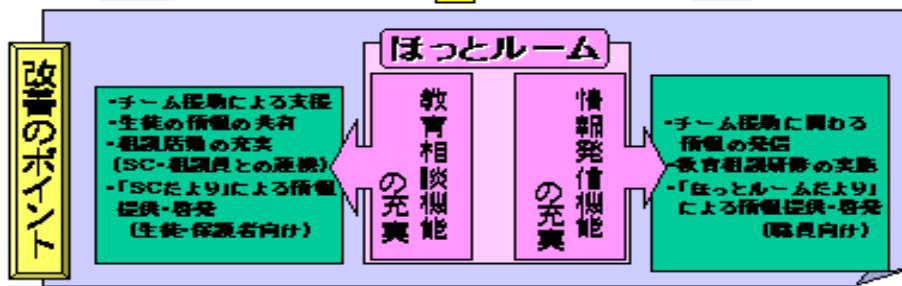 改善のポイント
ほっとルーム
・チーム援助による支援
・生徒の情報の共有
・相談活動の充実
(SC・相談員との連携)
・「SCだより」による情報
提供・啓発
(生徒・保護者向け)
教育相談機能
の充実
情報発信機能
の充実
・チーム援助に関わる
情報の発信
・教育相談研修の実施
・「ほっとルームだより」
による情報提供・啓発
(職員向け)